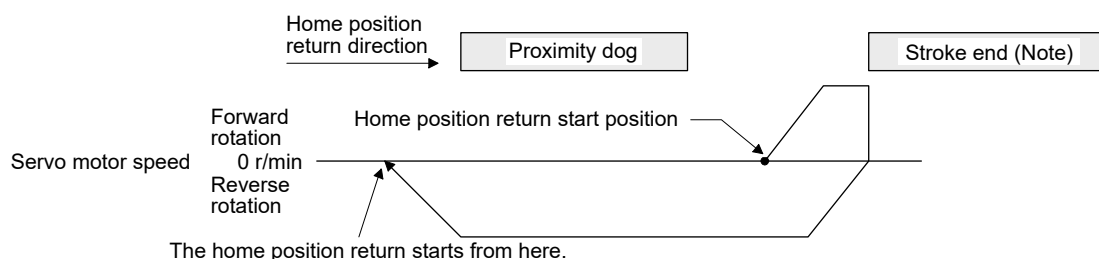 Home position
return direction
Proximity dog
Stroke end (Note)
Forward
rotation
Home position return start position
Servo motor speed
0 r/min
Reverse
rotation
The home position return starts from here.